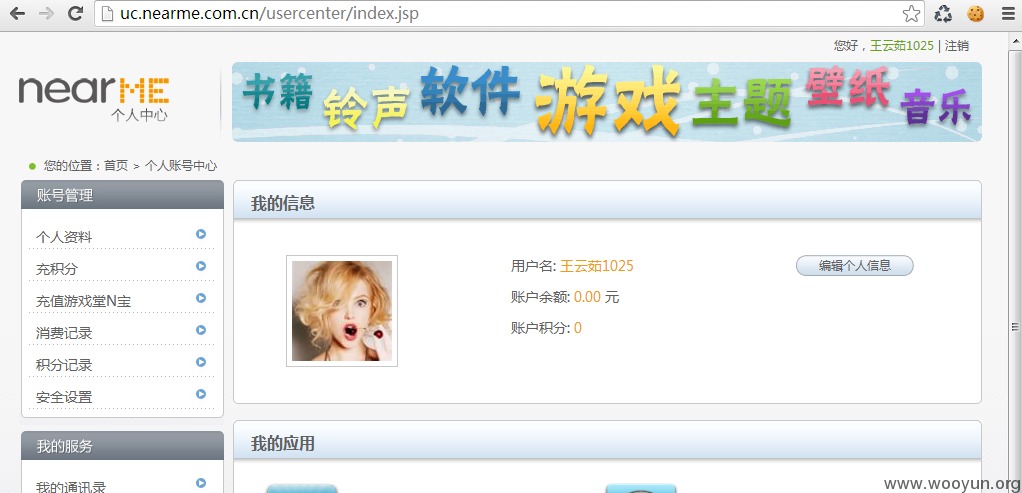 uc.nearme.com.cn/usercenter/index.jsp
您好，王云茹1025 | 注销
nearME
个人中心
书籍 铃声 软件 游戏 主题 壁纸 音乐
您的位置：首页 > 个人账号中心
账号管理
个人资料
充积分
充值游戏堂N宝
消费记录
积分记录
安全设置
我的服务
我的通讯录
我的信息
用户名: 王云茹1025
编辑个人信息
账户余额: 0.00 元
账户积分: 0
我的应用
www.wooyun.org